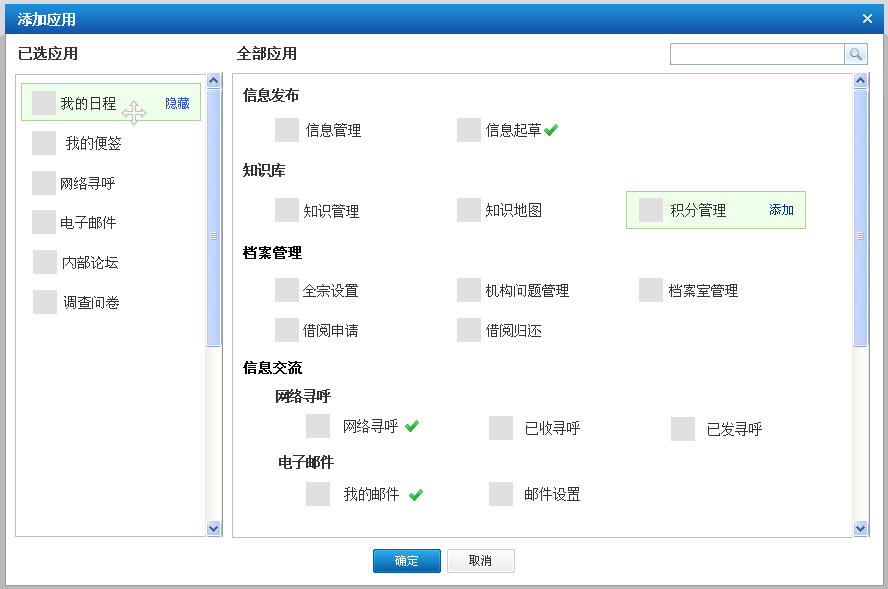 添加应用
已选应用
全部应用
我的日程 隐藏
我的便签
网络寻呼
电子邮件
内部论坛
调查问卷
信息发布
信息管理 信息起草
知识库
知识管理 知识地图 积分管理 添加
档案管理
全宗设置 机构问题管理 档案室管理
借阅申请 借阅归还
信息交流
网络寻呼
网络寻呼 已收寻呼 已发寻呼
电子邮件
我的邮件 邮件设置
确定 取消